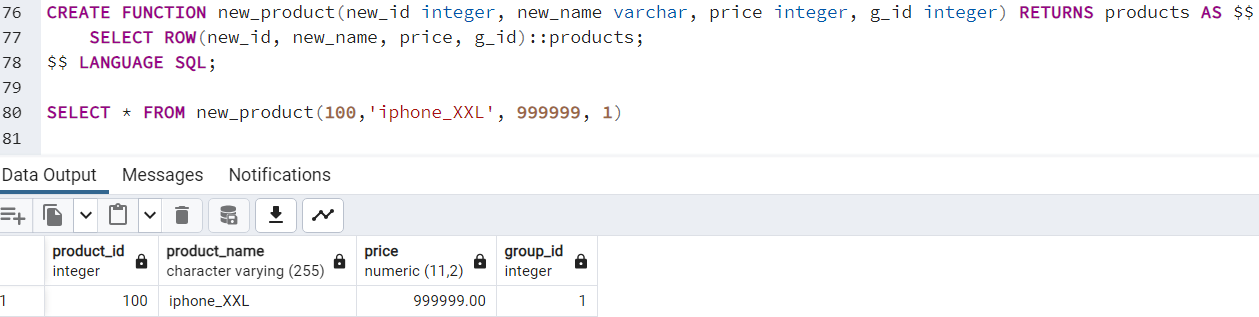 76 CREATE FUNCTION new_product(new_id integer, new_name varchar, price integer, g_id integer) RETURNS products AS $$
77 SELECT ROW(new_id, new_name, price, g_id)::products;
78 $$ LANGUAGE SQL;
79
80 SELECT * FROM new_product(100,'iphone_XXL', 999999, 1)
81
Data Output Messages Notifications
product_id product_name price group_id
integer character varying (255) numeric (11,2) integer
1 100 iphone_XXL 999999.00 1